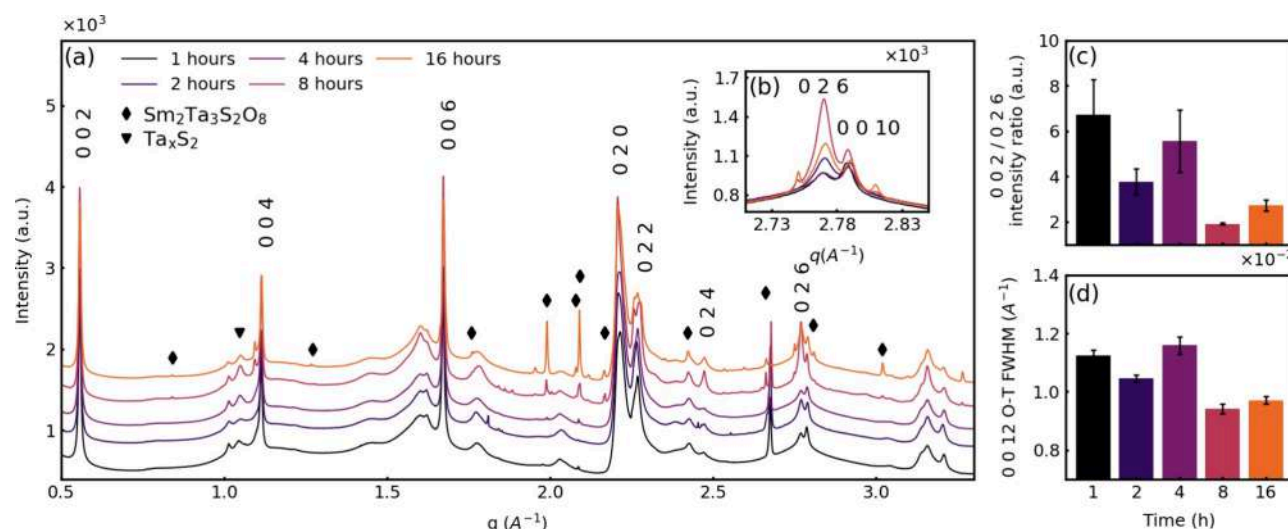 ×10³
(a)
1 hours
4 hours
16 hours
2 hours
8 hours
Sm₂Ta₃S₂O₈
TaₓS₂
0 0 2
0 0 4
0 0 6
0 2 0
0 2 2
0 2 4
0 2 6
Intensity (a.u.)
5
4
3
2
1
0.5
1.0
1.5
2.0
2.5
3.0
q (A⁻¹)
×10³
(b)
0 2 6
0 0 10
Intensity (a.u.)
1.7
1.4
1.1
0.8
2.73
2.78
2.83
q(A⁻¹)
(c)
0 0 2 / 0 2 6
intensity ratio (a.u.)
10
8
6
4
2
(d)
0 0 12 O-T FWHM (A⁻¹)
1.4
1.2
1.0
0.8
1
2
4
8
16
Time (h)